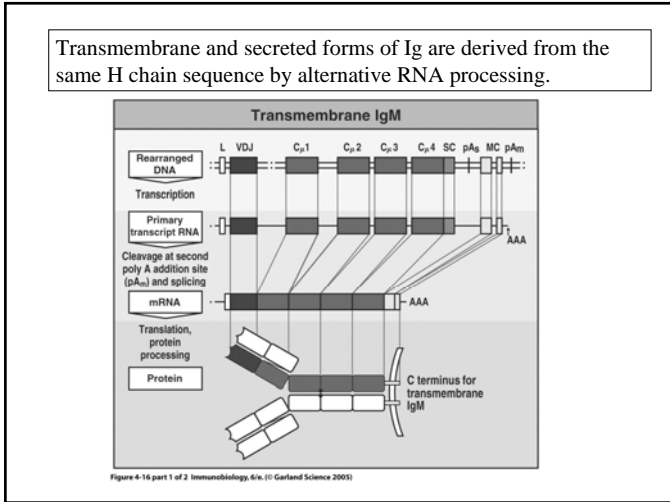 Transmembrane and secreted forms of Ig are derived from the
same H chain sequence by alternative RNA processing.
Transmembrane IgM
L VDJ Cμ1 Cμ2 Cμ3 Cμ4 SC pAs MC pAm
Rearranged
DNA
Transcription
Primary
transcript RNA
AAA
Cleavage at second
poly A addition site
(pAm) and splicing
mRNA
AAA
Translation,
protein
processing
Protein
C terminus for
transmembrane
IgM
Figure 4-16 part 1 of 2 Immunobiology, 6/e. (© Garland Science 2005)